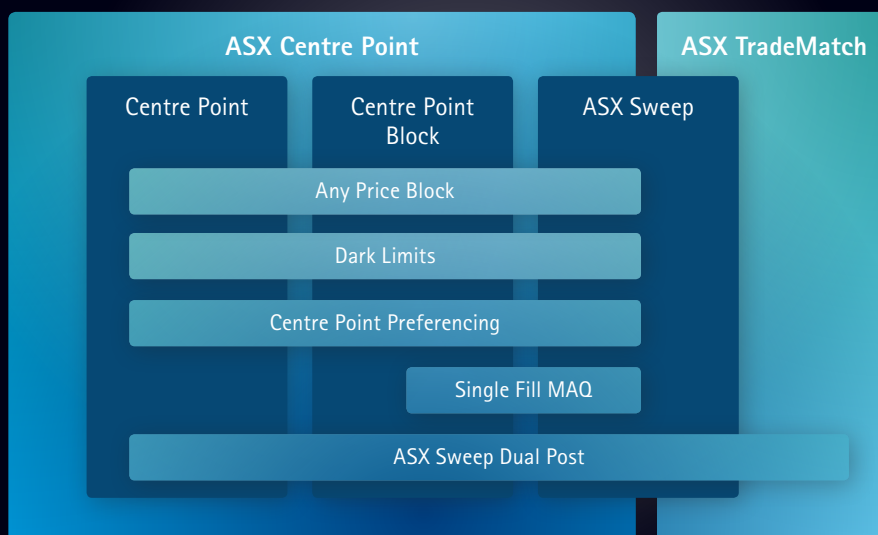 ASX Centre Point
ASX TradeMatch
Centre Point
Centre Point
Block
ASX Sweep
Any Price Block
Dark Limits
Centre Point Preferencing
Single Fill MAQ
ASX Sweep Dual Post